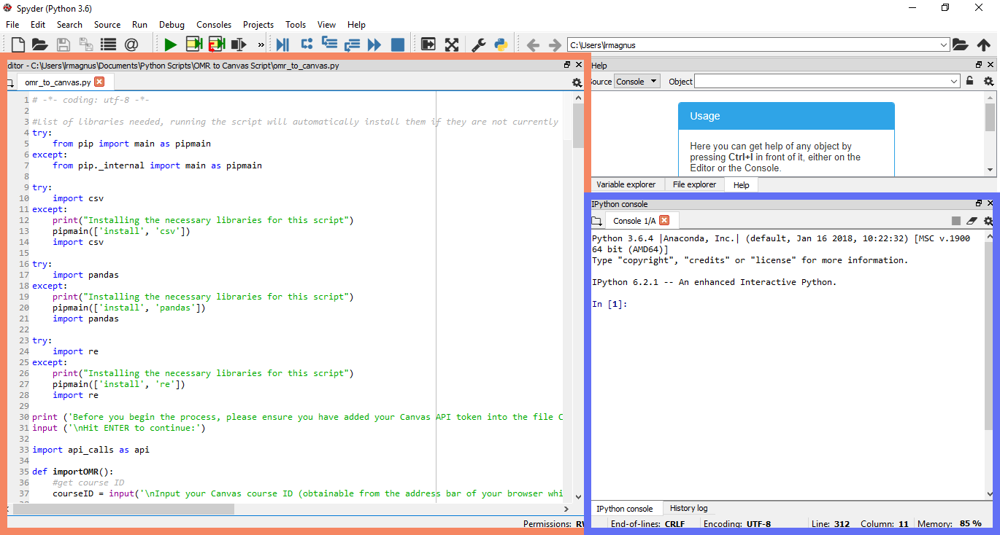 Spyder (Python 3.6)
File Edit Search Source Run Debug Consoles Projects Tools View Help
@ » C:\Users\lrmagnus
ditor - C:\Users\lrmagnus\Documents\Python Scripts\OMR to Canvas Script\omr_to_canvas.py
omr_to_canvas.py
1 # -*- coding: utf-8 -*-
2
3 #List of libraries needed, running the script will automatically install them if they are not currently
4 try:
5     from pip import main as pipmain
6 except:
7     from pip._internal import main as pipmain
8
9 try:
10     import csv
11 except:
12     print("Installing the necessary libraries for this script")
13     pipmain(['install', 'csv'])
14     import csv
15
16 try:
17     import pandas
18 except:
19     print("Installing the necessary libraries for this script")
20     pipmain(['install', 'pandas'])
21     import pandas
22
23 try:
24     import re
25 except:
26     print("Installing the necessary libraries for this script")
27     pipmain(['install', 're'])
28     import re
29
30 print ('Before you begin the process, please ensure you have added your Canvas API token into the file C
31 input ('\nHit ENTER to continue:')
32
33 import api_calls as api
34
35 def importOMR():
36     #get course ID
37     courseID = input('\nInput your Canvas course ID (obtainable from the address bar of your browser whi
Help
ource Console Object
Usage
Here you can get help of any object by
pressing Ctrl+I in front of it, either on the
Editor or the Console.
Variable explorer File explorer Help
IPython console
Console 1/A
Python 3.6.4 |Anaconda, Inc.| (default, Jan 16 2018, 10:22:32) [MSC v.1900
64 bit (AMD64)]
Type "copyright", "credits" or "license" for more information.
IPython 6.2.1 -- An enhanced Interactive Python.
In [1]:
IPython console History log
Permissions: R End-of-lines: CRLF Encoding: UTF-8 Line: 312 Column: 11 Memory: 85 %